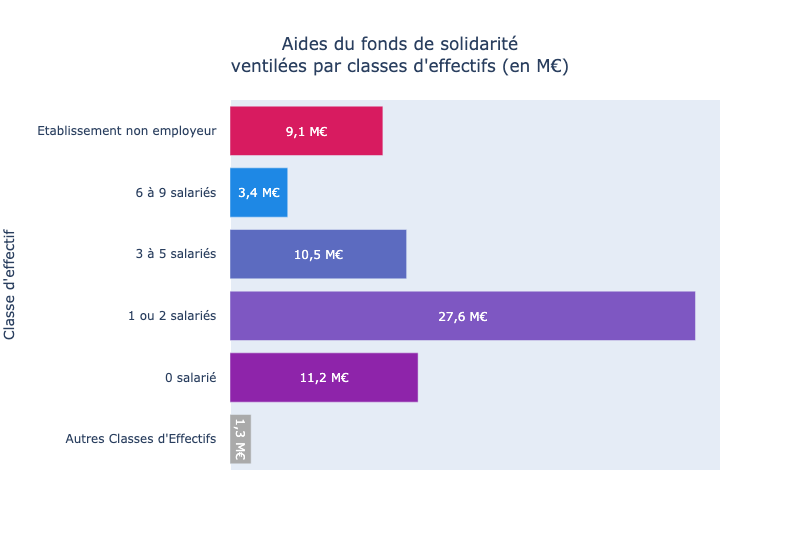 Aides du fonds de solidarité
ventilées par classes d'effectifs (en M€)
Classe d'effectif
Etablissement non employeur
9,1 M€
6 à 9 salariés
3,4 M€
3 à 5 salariés
10,5 M€
1 ou 2 salariés
27,6 M€
0 salarié
11,2 M€
Autres Classes d'Effectifs
1,3 M€